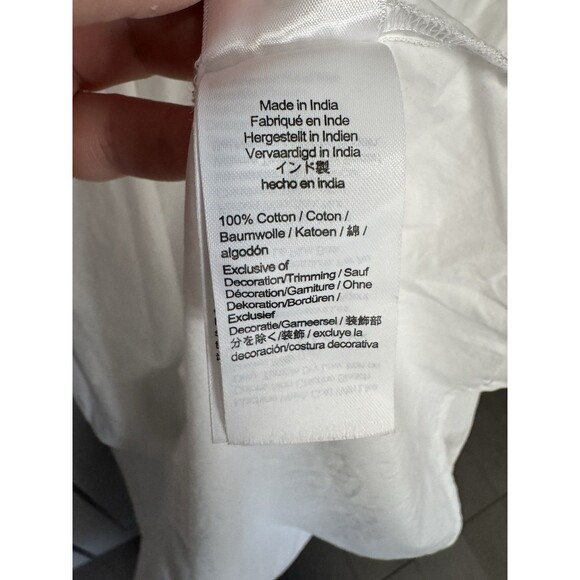 Made in India
Fabriqué en Inde
Hergestellt in Indien
Vervaardigd in India
インド製
hecho en india
100% Cotton / Coton /
Baumwolle / Katoen / 綿 /
algodón
Exclusive of
Decoration/Trimming / Sauf
Décoration/Garniture / Ohne
Dekoration/Bordüren /
Exclusief
Decoratie/Garneersel / 装飾部
分を除く/装飾 / excluye la
decoración/costura decorativa